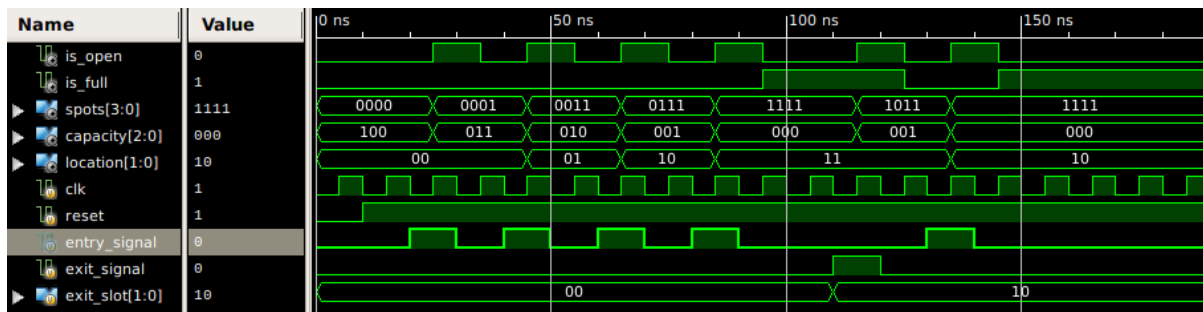 Name Value 0 ns 50 ns 100 ns 150 ns
is_open 0
is_full 1
spots[3:0] 1111 0000 0001 0011 0111 1111 1011 1111
capacity[2:0] 000 100 011 010 001 000 001 000
location[1:0] 10 00 01 10 11 10
clk 1
reset 1
entry_signal 0
exit_signal 0
exit_slot[1:0] 10 00 10